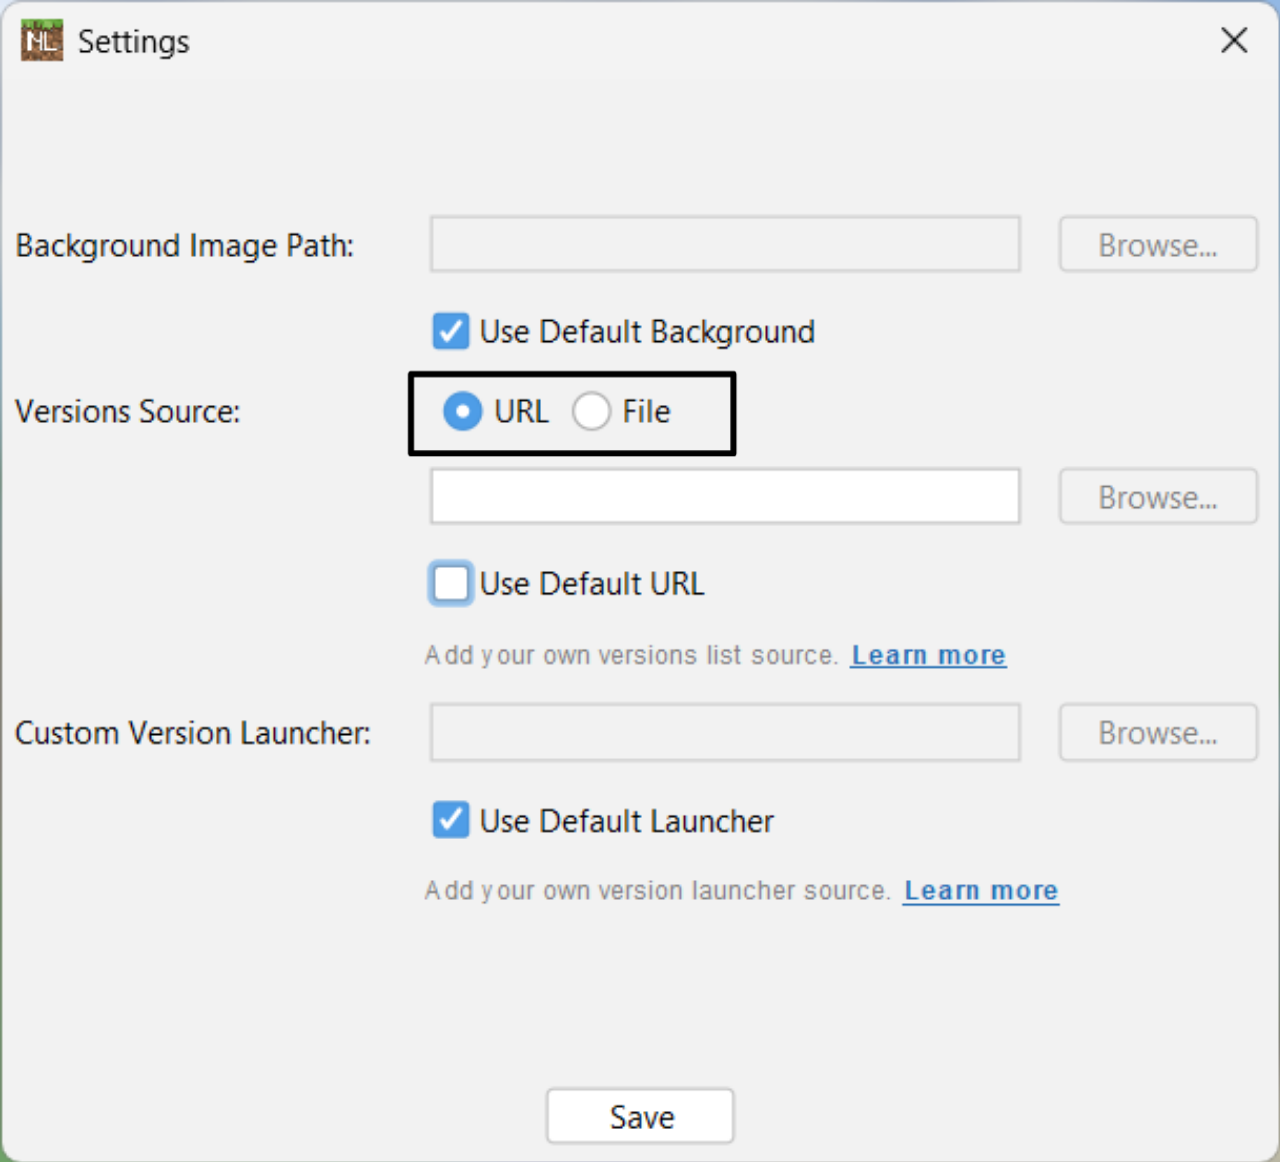 NL Settings
Background Image Path: Browse...
Use Default Background
Versions Source: URL File
Browse...
Use Default URL
Add your own versions list source. Learn more
Custom Version Launcher: Browse...
Use Default Launcher
Add your own version launcher source. Learn more
Save